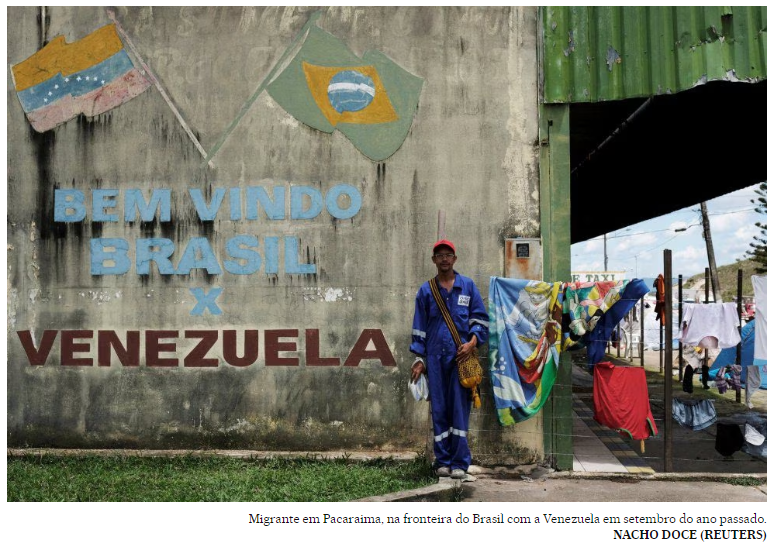 BEM VINDO
BRASIL
X
VENEZUELA
E TAXI
Migrante em Pacaraima, na fronteira do Brasil com a Venezuela em setembro do ano passado.
NACHO DOCE (REUTERS)